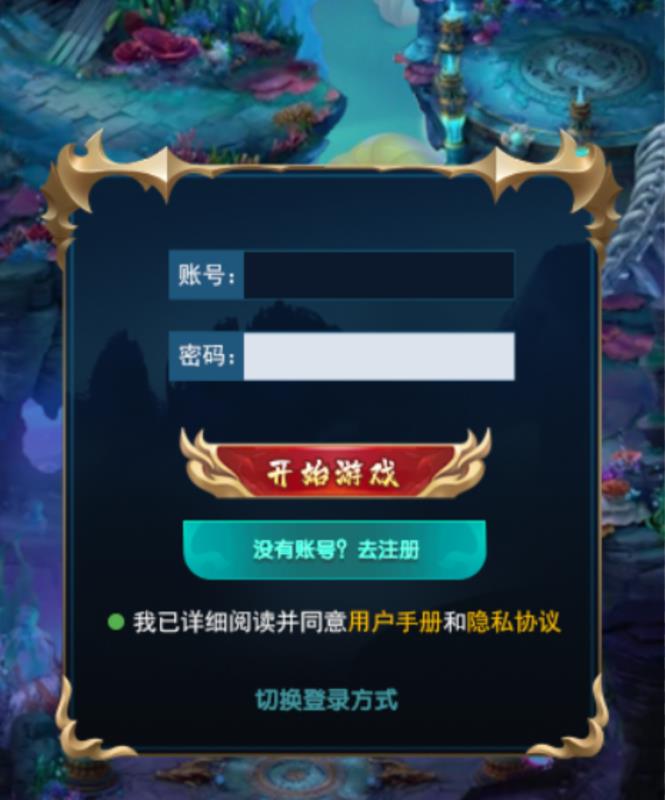 账号：
密码：
开始游戏
没有账号？去注册
我已详细阅读并同意用户手册和隐私协议
切换登录方式